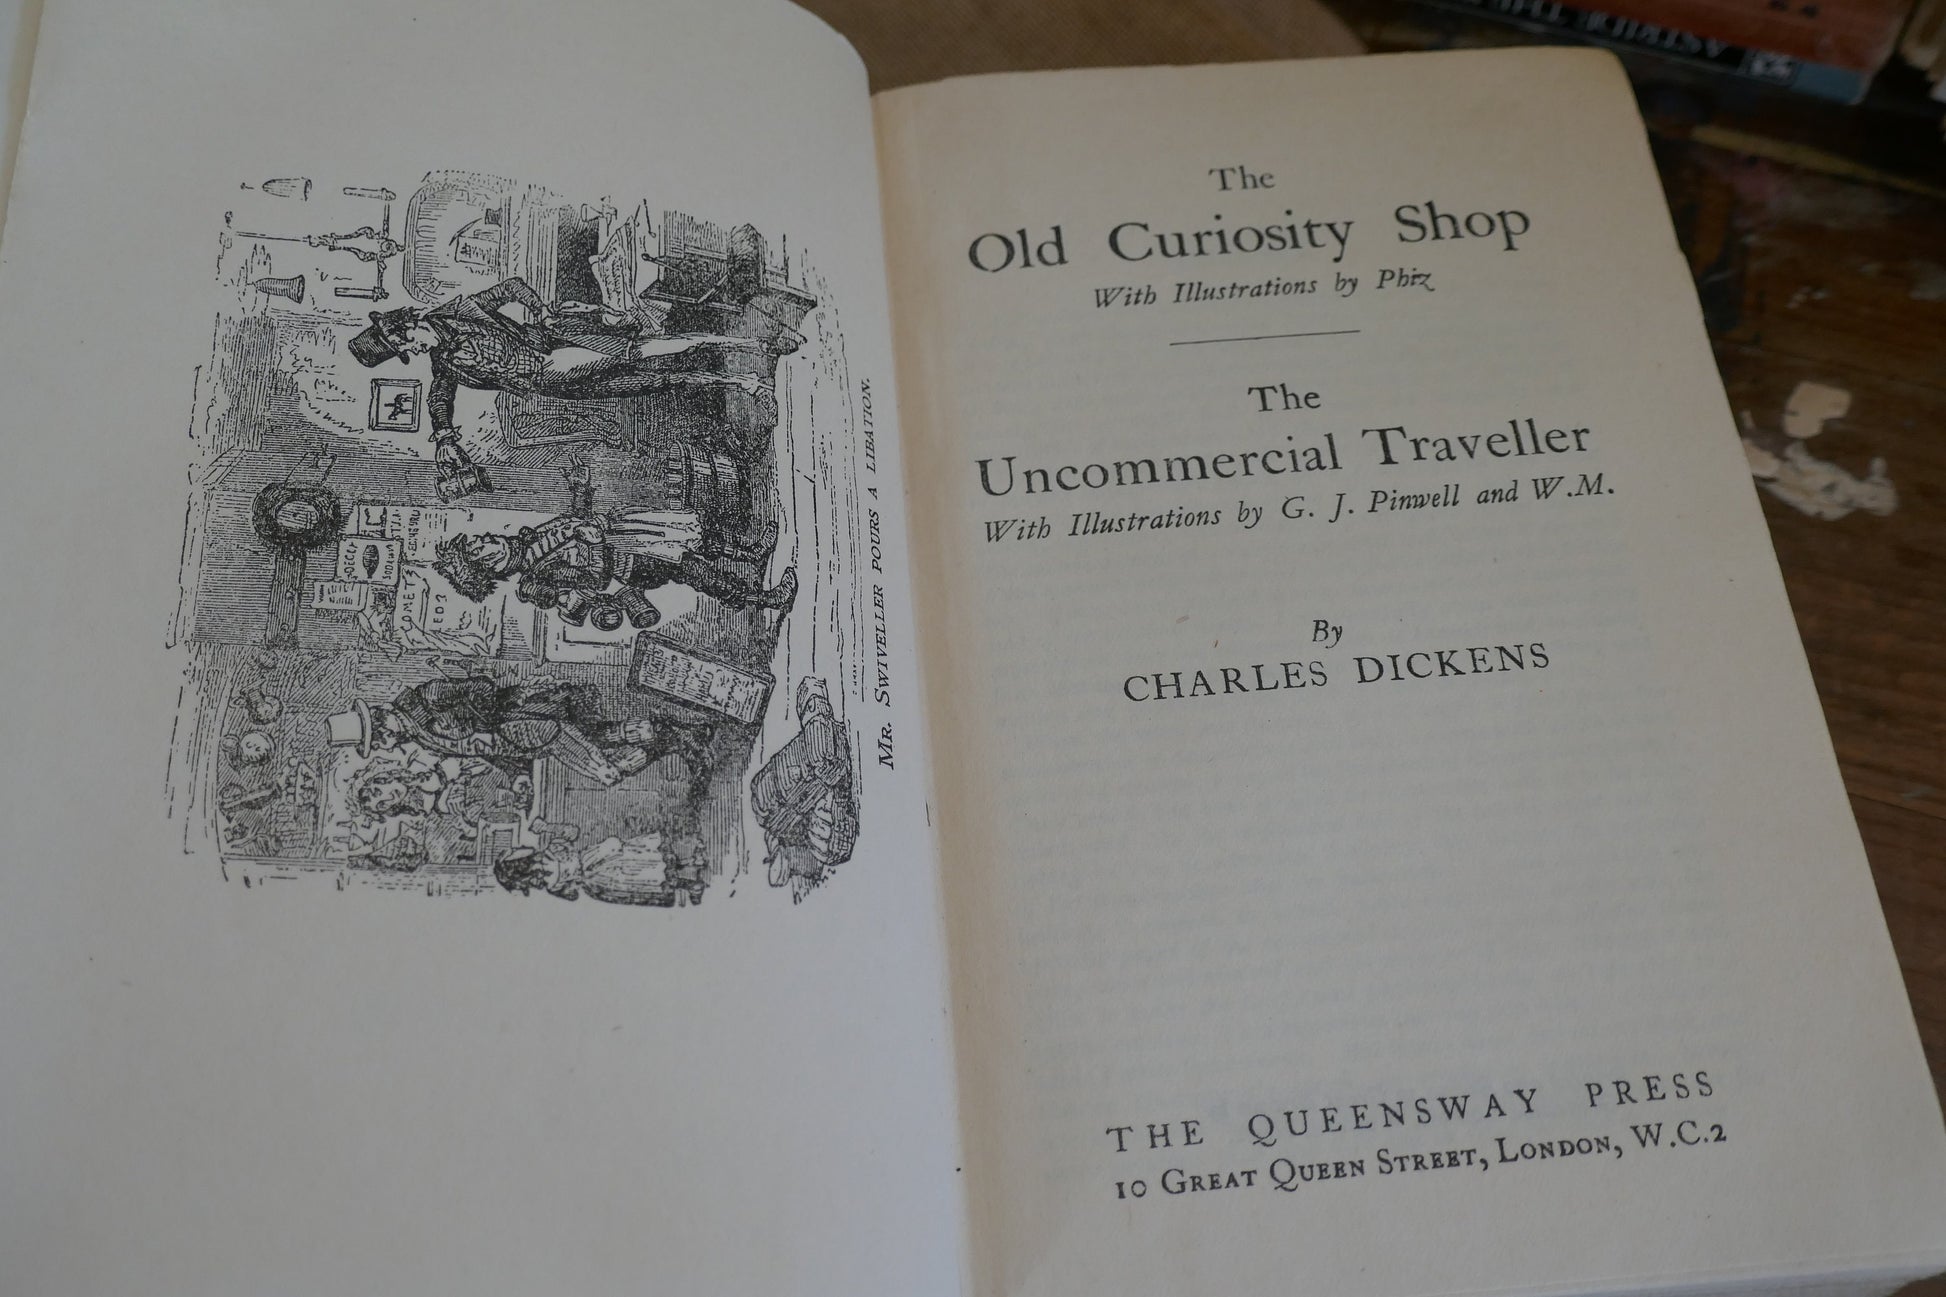 MR. SWIVELLER POURS A LIBATION.
The
Old Curiosity Shop
With Illustrations by Phiz
The
Uncommercial Traveller
With Illustrations by G. J. Pinwell and W.M.
By
CHARLES DICKENS
THE QUEENSWAY PRESS
10 GREAT QUEEN STREET, LONDON, W.C.2